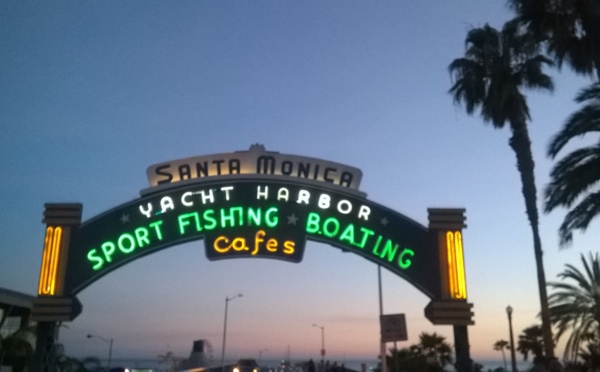 SANTA MONICA
YACHT HARBOR
SPORT FISHING ★ BOATING
cafes